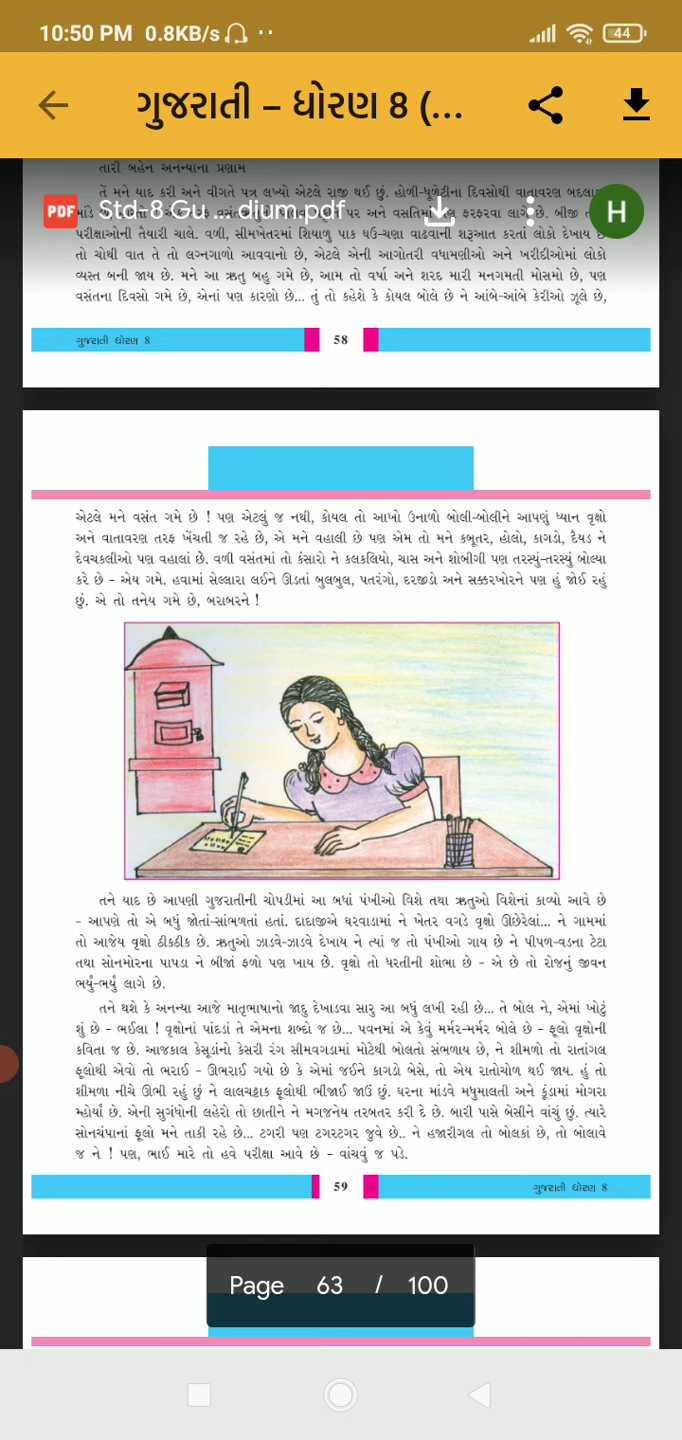 10:50 PM 0.8KB/s
44
ગુજરાતી – ધોરણ 8 (...
તારી બહેન અનન્યાના પ્રણામ
તેં મને યાદ કરી અને વીગતે પત્ર લખ્યો એટલે રાજી થઈ છું. હોળી-ધૂળેટીના દિવસોથી વાતાવરણ
PDF Std-8 Gu ... dium.pdf H
પર અને
ફરફરવા લાગે છે. બીજી
પરીક્ષાઓની તૈયારી ચાલે. વળી, સીમખેતરમાં શિયાળુ પાક ઘઉં-ચણા વાઢવાની શરૂઆત કરતાં લોકો દેખાય છે
તો ચોથી વાત તે તો લગ્નગાળો આવવાનો છે, એટલે એની આગોતરી વધામણીઓ અને ખરીદીઓમાં લોકો
વ્યસ્ત બની જાય છે. મને આ ઋતુ બહુ ગમે છે, આમ તો વર્ષા અને શરદ મારી મનગમતી મોસમો છે, પણ
વસંતના દિવસો ગમે છે, એનાં પણ કારણો છે... તું તો કહેશે કે કોયલ બોલે છે ને આંબે-આંબે કેરીઓ ઝૂલે છે,
ગુજરાતી ધોરણ 8 58
એટલે મને વસંત ગમે છે ! પણ એટલું જ નથી, કોયલ તો આખો ઉનાળો બોલી-બોલીને આપણું ધ્યાન વૃક્ષો
અને વાતાવરણ તરફ ખેંચતી જ રહે છે, એ મને વહાલી છે પણ એમ તો મને કબૂતર, હોલો, કાગડો, દૈયડ ને
દેવચકલીઓ પણ વહાલાં છે. વળી વસંતમાં તો કંસારો ને કલકલિયો, ચાસ અને શોબીગી પણ તરસ્યું-તરસ્યું બોલ્યા
કરે છે - એય ગમે. હવામાં સેલ્લારા લઈને ઊડતાં બુલબુલ, પતરંગો, દરજીડો અને સક્કરખોરને પણ હું જોઈ રહું
છું. એ તો તનેય ગમે છે, બરાબરને !
તને યાદ છે આપણી ગુજરાતીની ચોપડીમાં આ બધાં પંખીઓ વિશે તથા ઋતુઓ વિશેનાં કાવ્યો આવે છે
- આપણે તો એ બધું જોતાં-સાંભળતાં હતાં. દાદાજીએ ઘરવાડામાં ને ખેતર વગડે વૃક્ષો ઊછેરેલાં... ને ગામમાં
તો આજેય વૃક્ષો ઠીકઠીક છે. ઋતુઓ ઝાડવે-ઝાડવે દેખાય ને ત્યાં જ તો પંખીઓ ગાય છે ને પીપળ-વડના ટેટા
તથા સોનમોરના પાપડા ને બીજાં ફળો પણ ખાય છે. વૃક્ષો તો ધરતીની શોભા છે - એ છે તો રોજનું જીવન
ભર્યું-ભર્યું લાગે છે.
તને થશે કે અનન્યા આજે માતૃભાષાનો જાદુ દેખાડવા સારુ આ બધું લખી રહી છે... તે બોલ ને, એમાં ખોટું
શું છે - ભઈલા ! વૃક્ષોનાં પાંદડાં તે એમના શબ્દો જ છે... પવનમાં એ કેવું મર્મર-મર્મર બોલે છે - ફૂલો વૃક્ષોની
કવિતા જ છે. આજકાલ કેસૂડાંનો કેસરી રંગ સીમવગડામાં મોટેથી બોલતો સંભળાય છે, ને શીમળો તો રાતાંગલ
ફૂલોથી એવો તો ભરાઈ - ઊભરાઈ ગયો છે કે એમાં જઈને કાગડો બેસે, તો એય રાતોચોળ થઈ જાય. હું તો
શીમળા નીચે ઊભી રહું છું ને લાલચટ્ટાક ફૂલોથી ભીંજાઈ જાઉં છું. ઘરના માંડવે મધુમાલતી અને કૂંડામાં મોગરા
મ્હોર્યાં છે. એની સુગંધોની લહેરો તો છાતીને ને મગજનેય તરબતર કરી દે છે. બારી પાસે બેસીને વાંચું છું. ત્યારે
સોનચંપાનાં ફૂલો મને તાકી રહે છે... ટગરી પણ ટગરટગર જુવે છે.. ને હજારીગલ તો બોલકાં છે, તો બોલાવે
જ ને ! પણ, ભાઈ મારે તો હવે પરીક્ષા આવે છે - વાંચવું જ પડે.
59 ગુજરાતી ધોરણ 8
Page 63 / 100